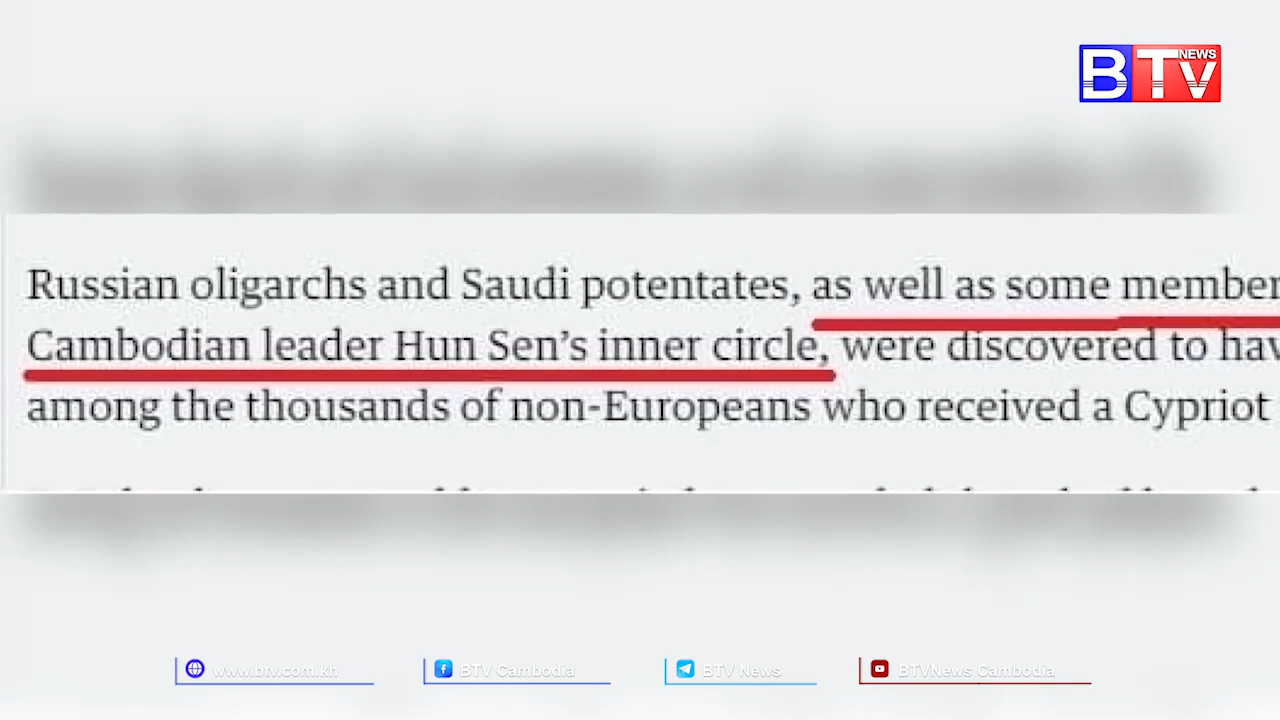 BTV NEWS
Russian oligarchs and Saudi potentates, as well as some
Cambodian leader Hun Sen’s inner circle, were discovered to
among the thousands of non-Europeans who received a Cypriot
www.btv.com.kh
BTV Cambodia
BTV News
BTVNews Cambodia